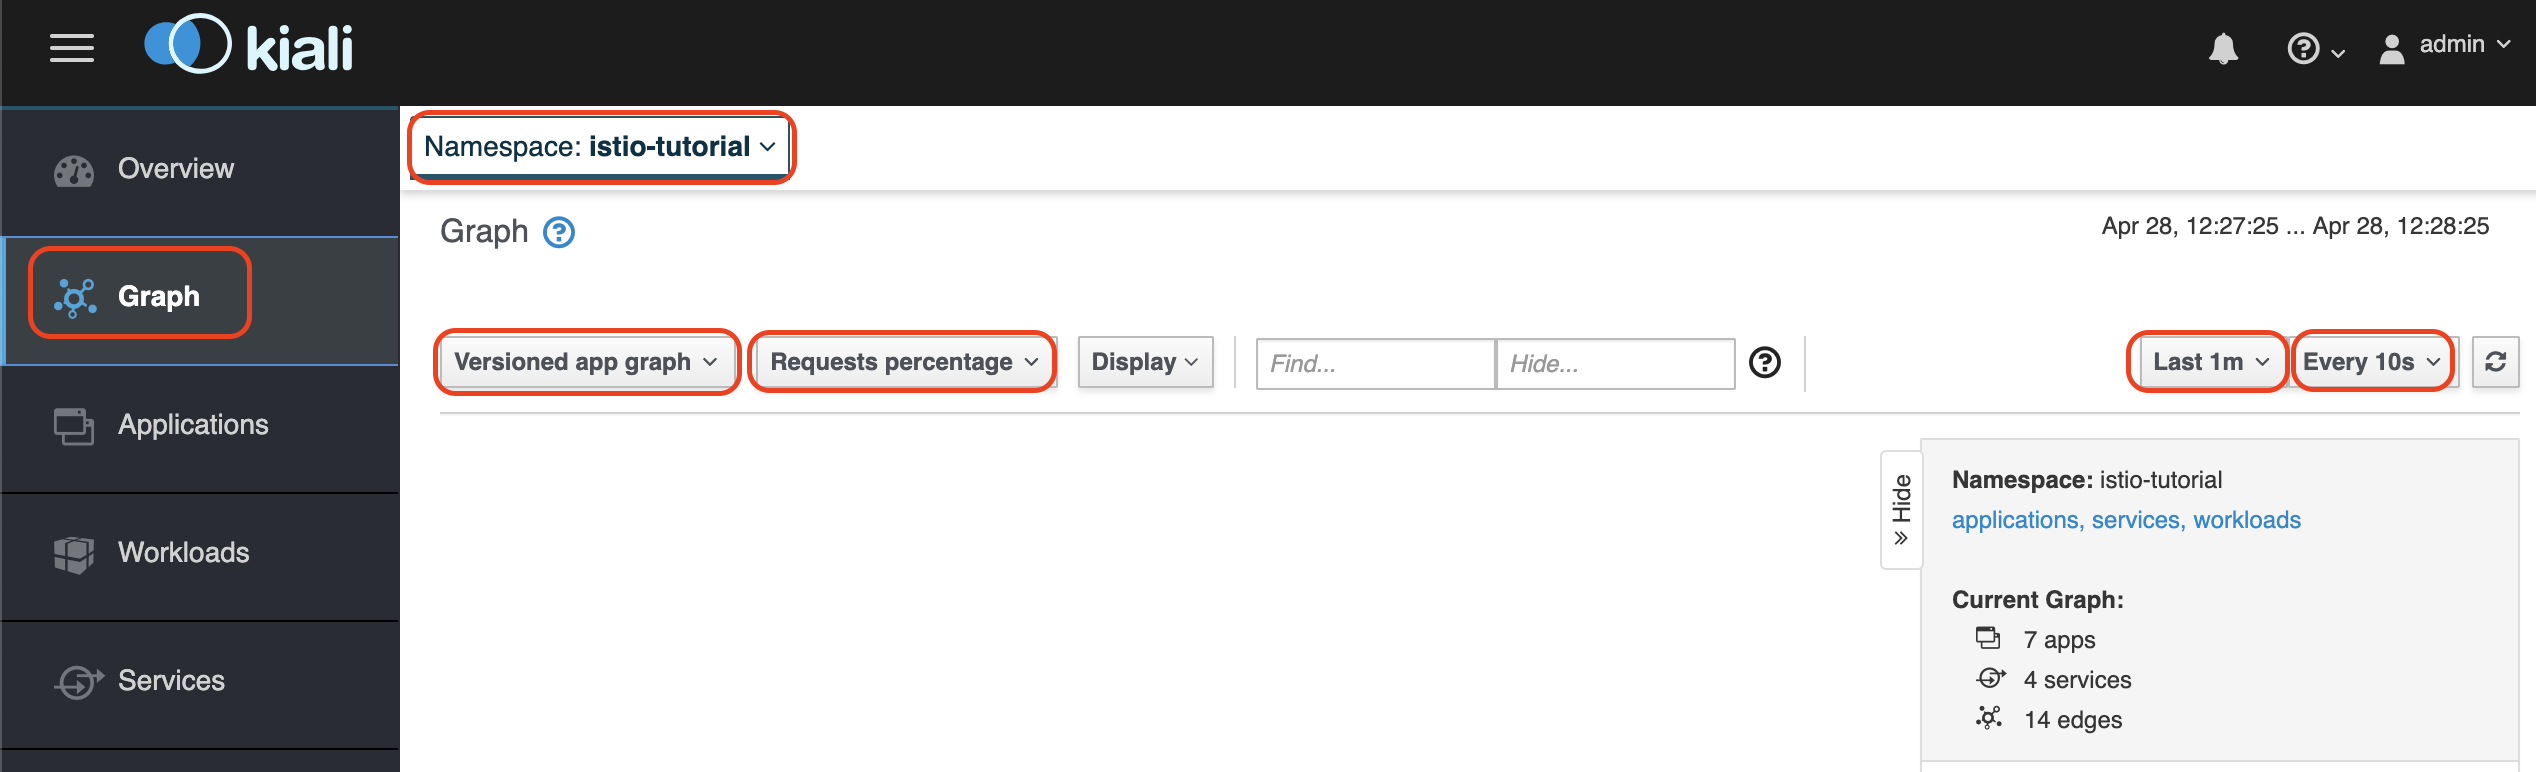 kiali
admin
Namespace: istio-tutorial
Overview
Graph
Apr 28, 12:27:25 ... Apr 28, 12:28:25
Graph
Versioned app graph Requests percentage Display Find... Hide... Last 1m Every 10s
Applications
Hide
Namespace: istio-tutorial
applications, services, workloads
Workloads
Current Graph:
7 apps
Services
4 services
14 edges